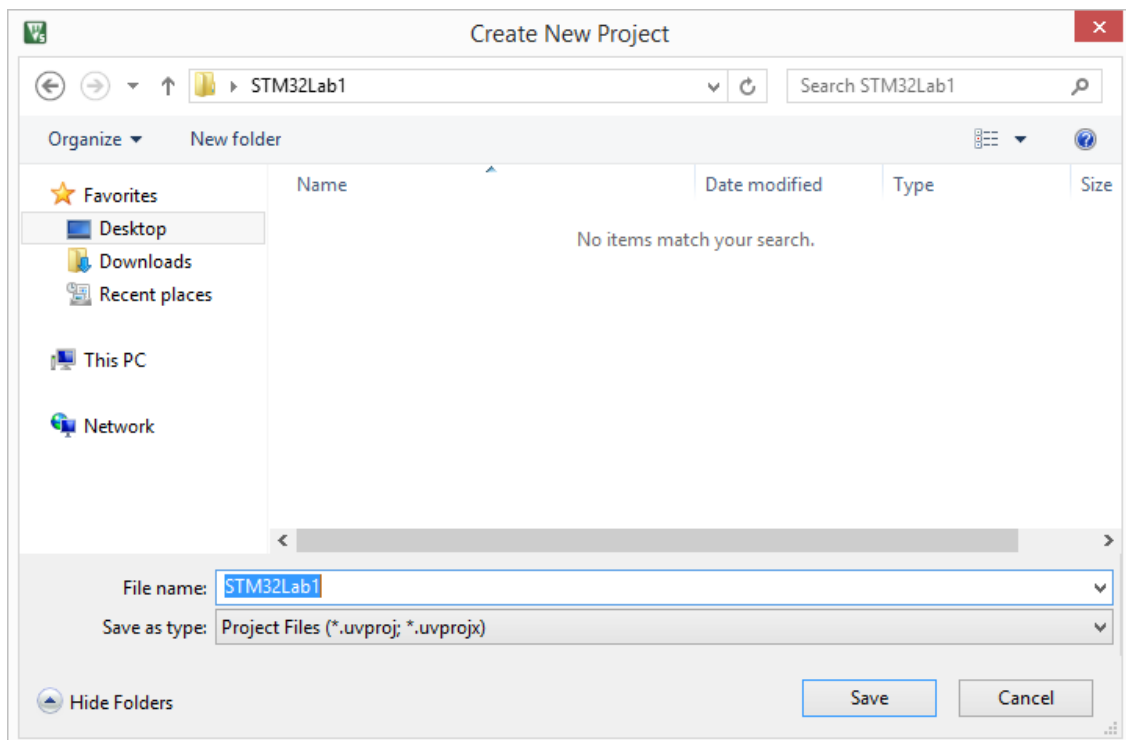 Create New Project
STM32Lab1
Search STM32Lab1
Organize
New folder
Name
Date modified
Type
Size
Favorites
Desktop
Downloads
Recent places
This PC
Network
No items match your search.
File name: STM32Lab1
Save as type: Project Files (*.uvproj; *.uvprojx)
Hide Folders
Save
Cancel